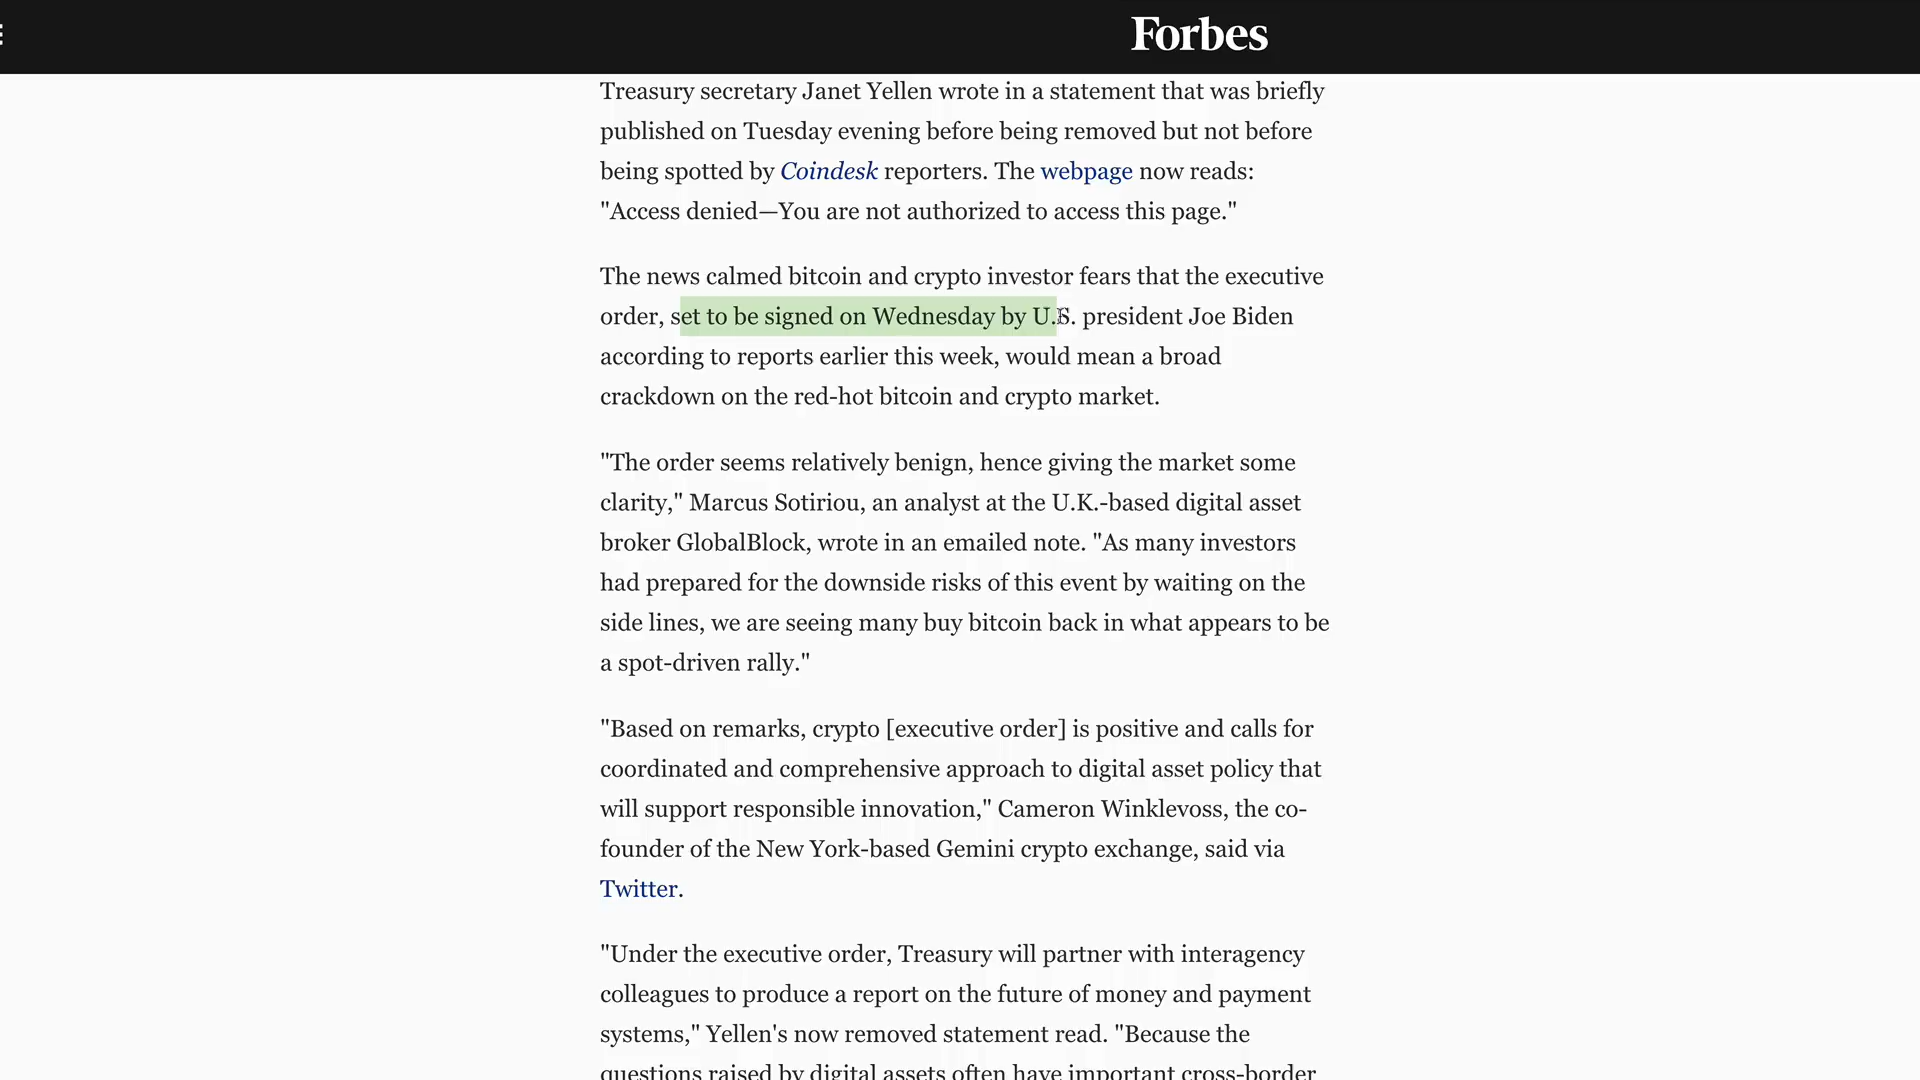 Forbes
Treasury secretary Janet Yellen wrote in a statement that was briefly
published on Tuesday evening before being removed but not before
being spotted by Coindesk reporters. The webpage now reads:
"Access denied—You are not authorized to access this page."
The news calmed bitcoin and crypto investor fears that the executive
order, set to be signed on Wednesday by U.S. president Joe Biden
according to reports earlier this week, would mean a broad
crackdown on the red-hot bitcoin and crypto market.
"The order seems relatively benign, hence giving the market some
clarity," Marcus Sotiriou, an analyst at the U.K.-based digital asset
broker GlobalBlock, wrote in an emailed note. "As many investors
had prepared for the downside risks of this event by waiting on the
side lines, we are seeing many buy bitcoin back in what appears to be
a spot-driven rally."
"Based on remarks, crypto [executive order] is positive and calls for
coordinated and comprehensive approach to digital asset policy that
will support responsible innovation," Cameron Winklevoss, the co-
founder of the New York-based Gemini crypto exchange, said via
Twitter.
"Under the executive order, Treasury will partner with interagency
colleagues to produce a report on the future of money and payment
systems," Yellen's now removed statement read. "Because the
questions raised by digital assets often have important cross-border